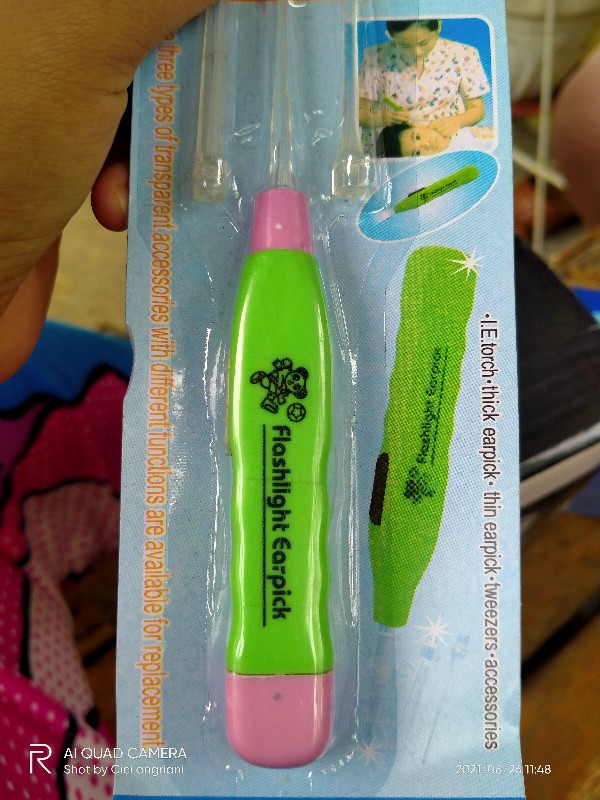 three types of transparent accessories with different functions are available for replacement
Flashlight Earpick
Flashlight Earpick
·I.E.torch·thick earpick· thin earpick·tweezers·accessories
AI QUAD CAMERA
Shot by Cici angriani
2021.06.26 11:48